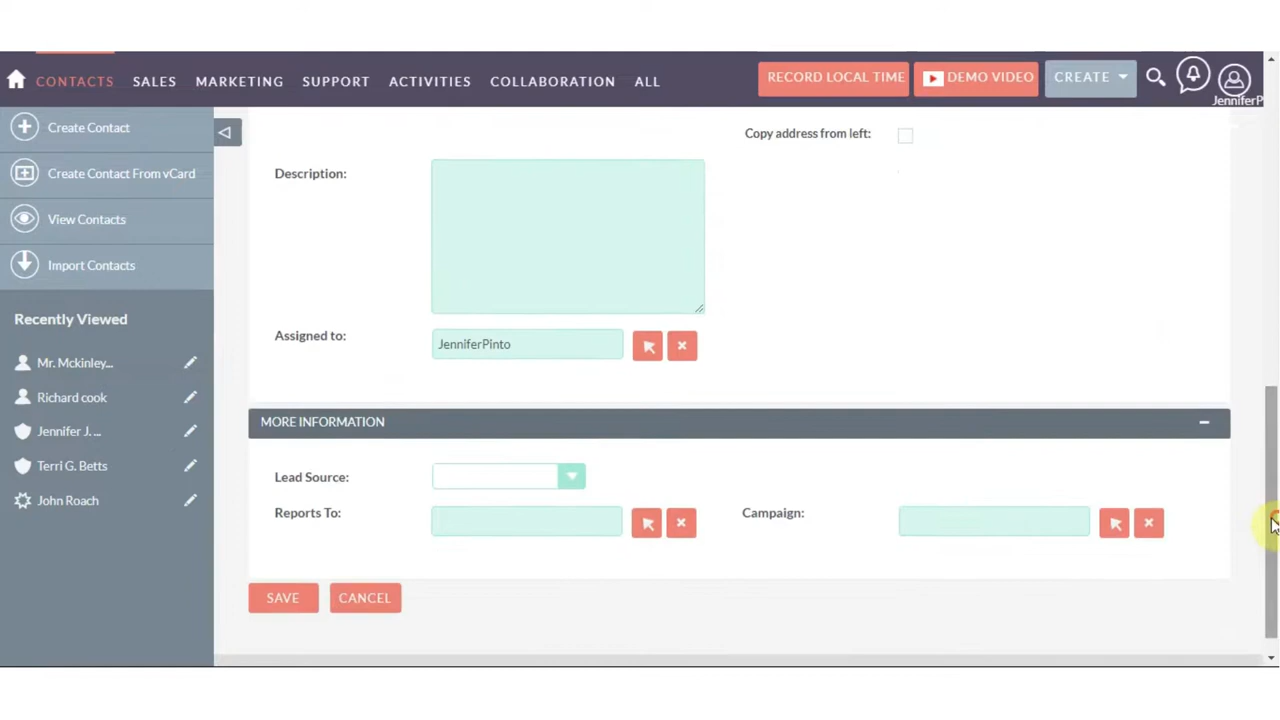 CONTACTS SALES MARKETING SUPPORT ACTIVITIES COLLABORATION ALL RECORD LOCAL TIME DEMO VIDEO CREATE
JenniferP
Create Contact
Create Contact From vCard
View Contacts
Import Contacts
Recently Viewed
Mr. Mckinley...
Richard cook
Jennifer J. ...
Terri G. Betts
John Roach
Copy address from left:
Description:
Assigned to: JenniferPinto
MORE INFORMATION
Lead Source:
Reports To: Campaign:
SAVE CANCEL